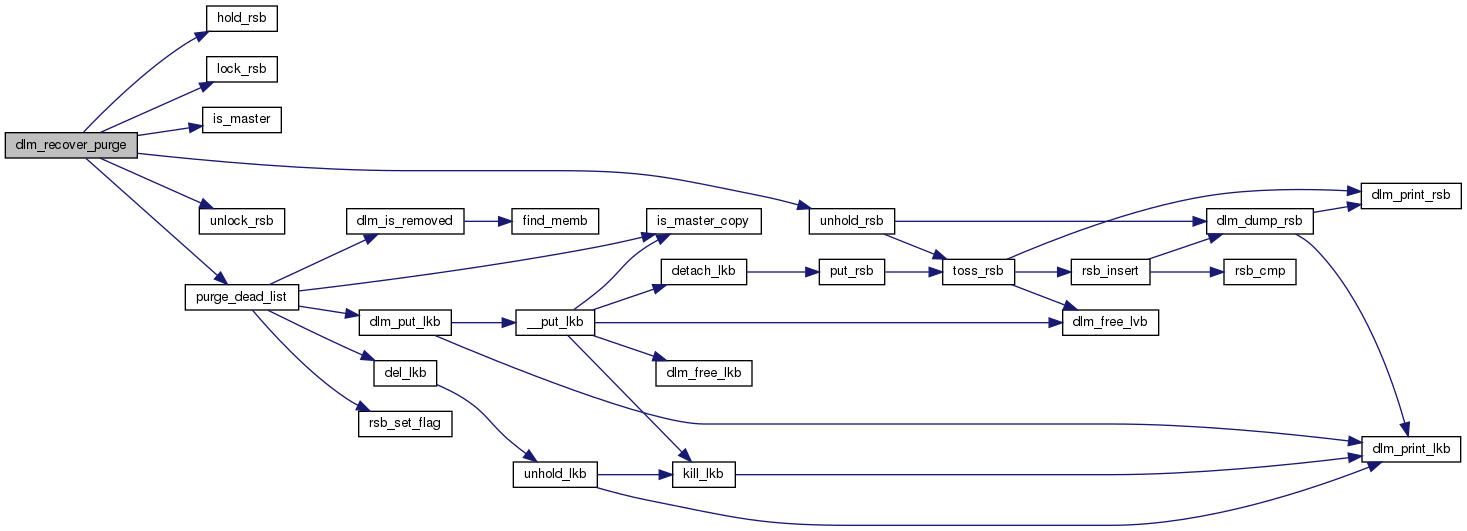 hold_rsb
lock_rsb
is_master
dlm_recover_purge
unlock_rsb
purge_dead_list
dlm_is_removed
find_memb
is_master_copy
unhold_rsb
dlm_dump_rsb
dlm_print_rsb
detach_lkb
put_rsb
toss_rsb
rsb_insert
rsb_cmp
dlm_put_lkb
__put_lkb
dlm_free_lvb
del_lkb
dlm_free_lkb
rsb_set_flag
unhold_lkb
kill_lkb
dlm_print_lkb